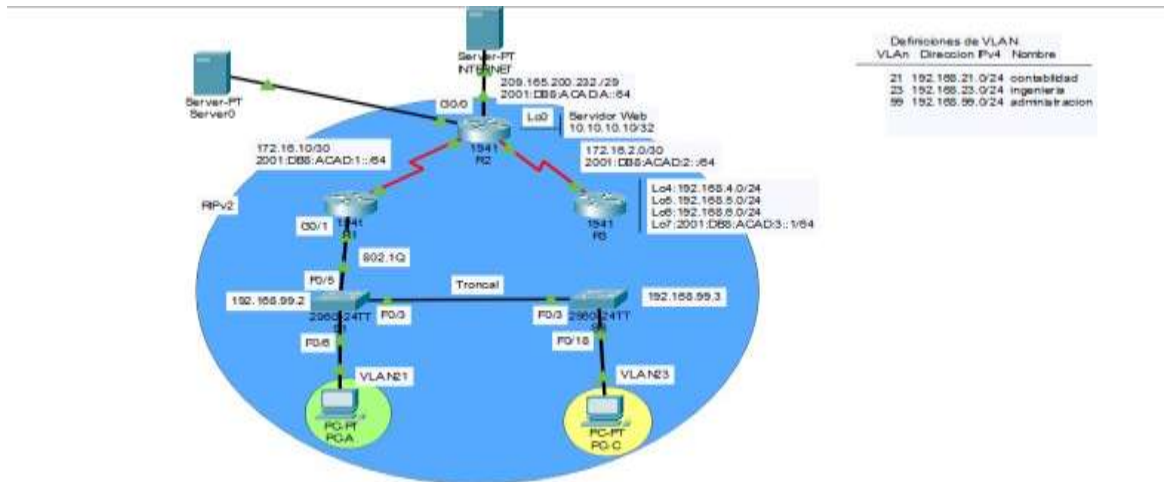 Server-PT
INTERNET
209.165.200.232./29
2001:DB8:ACAD:A::64
Server-PT
Server0
G0/0
Lo0
Servidor Web
10.10.10.10/32
1941
R2
172.16.10/30
2001:DB8:ACAD:1::/64
172.16.2.0/30
2001:DB8:ACAD:2::/64
RIPv2
1941
R1
G0/1
1941
R3
Lo4:192.168.4.0/24
Lo5.192.168.5.0/24
Lo6:192.168.6.0/24
Lo7:2001:DB8:ACAD:3::1/64
802.1Q
F0/5
192.168.99.2
2960-24TT
F0/3
Troncal
F0/3
2960-24TT
192.168.99.3
F0/6
F0/18
VLAN21
VLAN23
PC-PT
PC-A
PC-PT
PC-C
Definiciones de VLAN
VLAn Direccion IPv4 Nombre
21 192.168.21.0/24 contabilidad
23 192.168.23.0/24 ingenieria
99 192.168.99.0/24 administracion